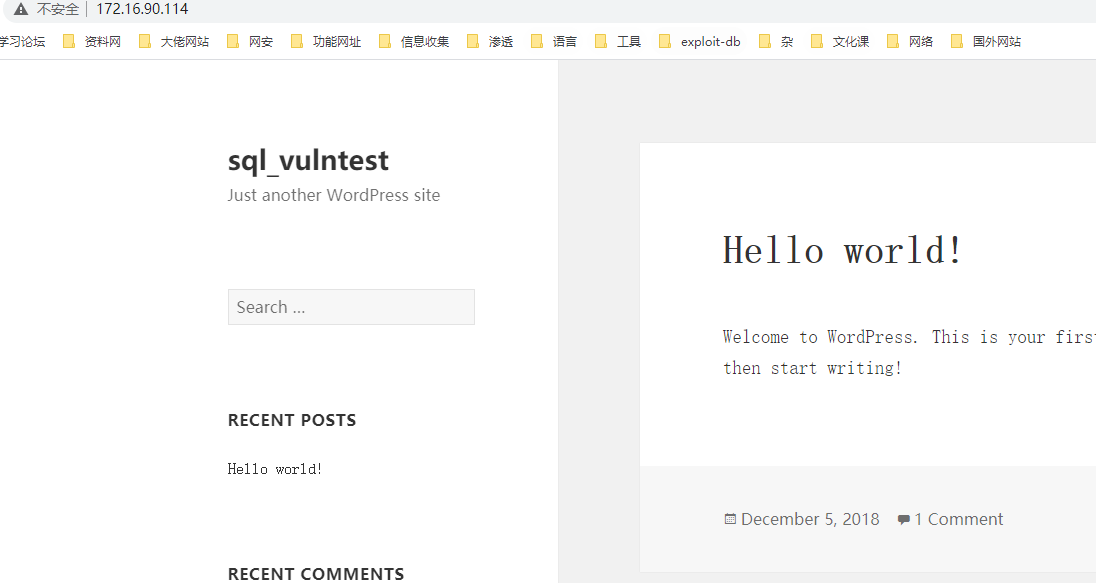 不安全 | 172.16.90.114
学习论坛 资料网 大佬网站 网安 功能网址 信息收集 渗透 语言 工具 exploit-db 杂 文化课 网络 国外网站
sql_vulntest
Just another WordPress site
Search ...
RECENT POSTS
Hello world!
RECENT COMMENTS
Hello world!
Welcome to WordPress. This is your first
then start writing!
December 5, 2018 1 Comment